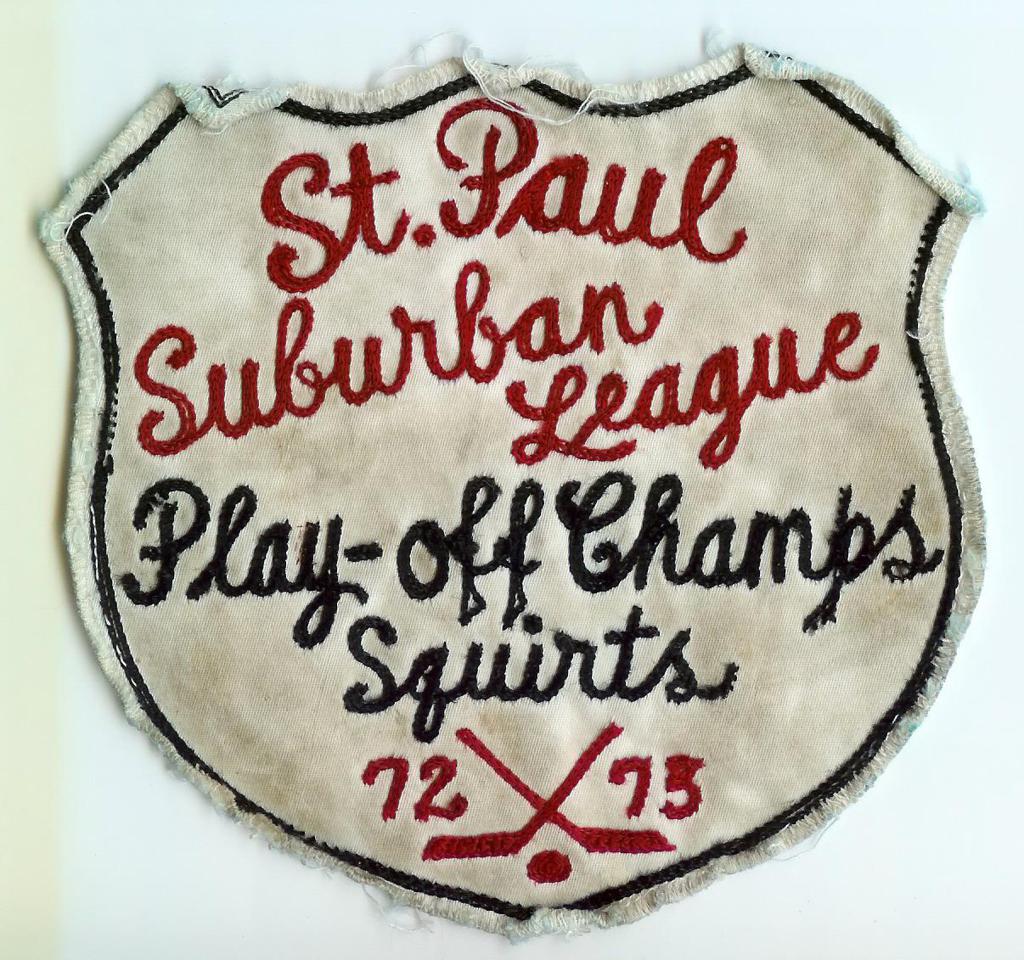 St. Paul
Suburban
League
Play-off Champs
Squirts
72 73